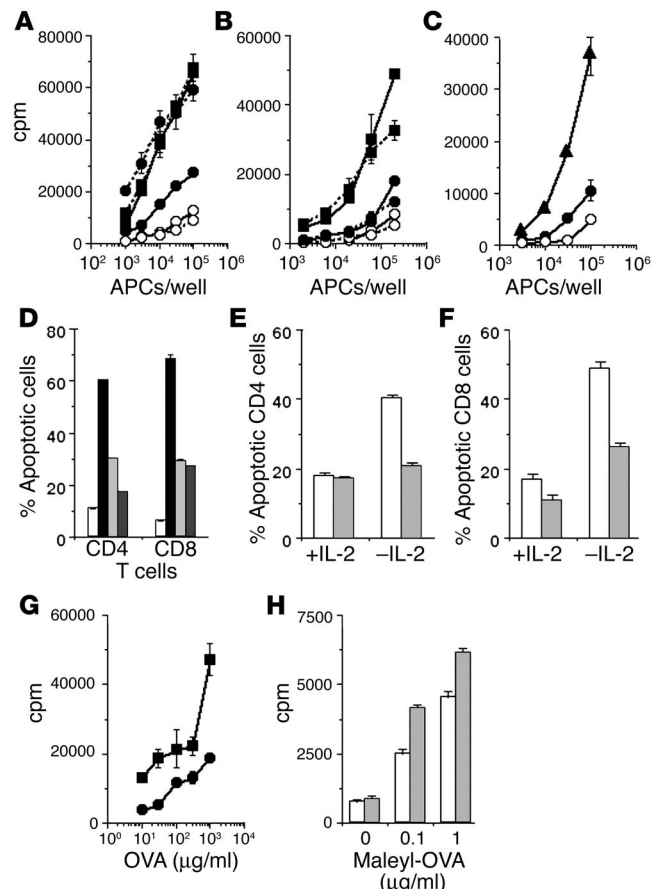 A
B
C
80000
60000
40000
20000
0
cpm
10² 10³ 10⁴ 10⁵ 10⁶
APCs/well
60000
40000
20000
0
10³ 10⁴ 10⁵ 10⁶
APCs/well
40000
30000
20000
10000
5000
0
10³ 10⁴ 10⁵ 10⁶
APCs/well
D
E
F
80
60
40
20
0
% Apoptotic cells
CD4 CD8
T cells
60
40
20
0
% Apoptotic CD4 cells
+IL-2 –IL-2
60
40
20
0
% Apoptotic CD8 cells
+IL-2 –IL-2
G
H
60000
40000
20000
0
cpm
10⁰ 10¹ 10² 10³ 10⁴
OVA (µg/ml)
7500
5000
2500
0
cpm
0 0.1 1
Maleyl-OVA
(µg/ml)